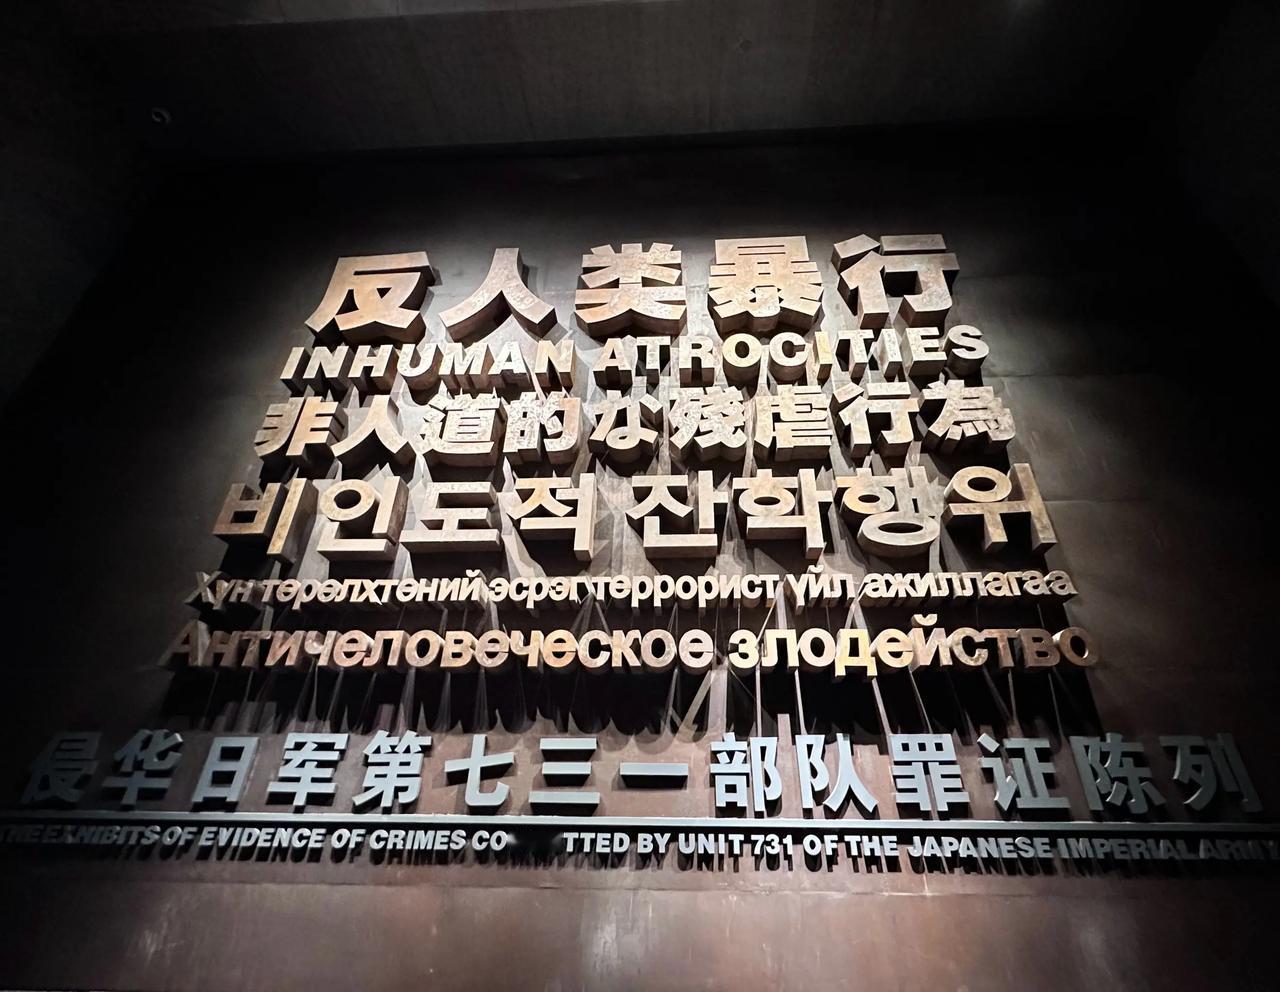 反人类暴行
INHUMAN ATROCITIES
非人道的な残虐行為
비인도적 잔학행위
Хүн төрөлхтөний эсрэг террорист үйл ажиллагаа
Античеловеческое злодейство
侵华日军第七三一部队罪证陈列
THE EXHIBITS OF EVIDENCE OF CRIMES CO TTED BY UNIT 731 OF THE JAPANESE IMPERIAL ARMY